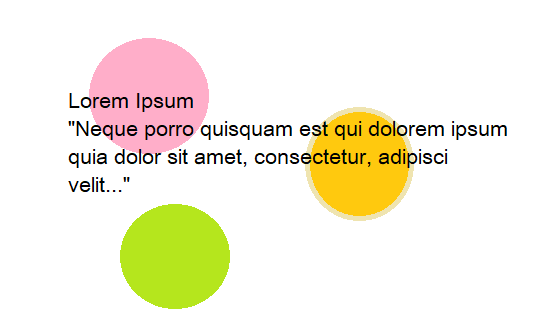 Lorem Ipsum
"Neque porro quisquam est qui dolorem ipsum
quia dolor sit amet, consectetur, adipisci
velit..."